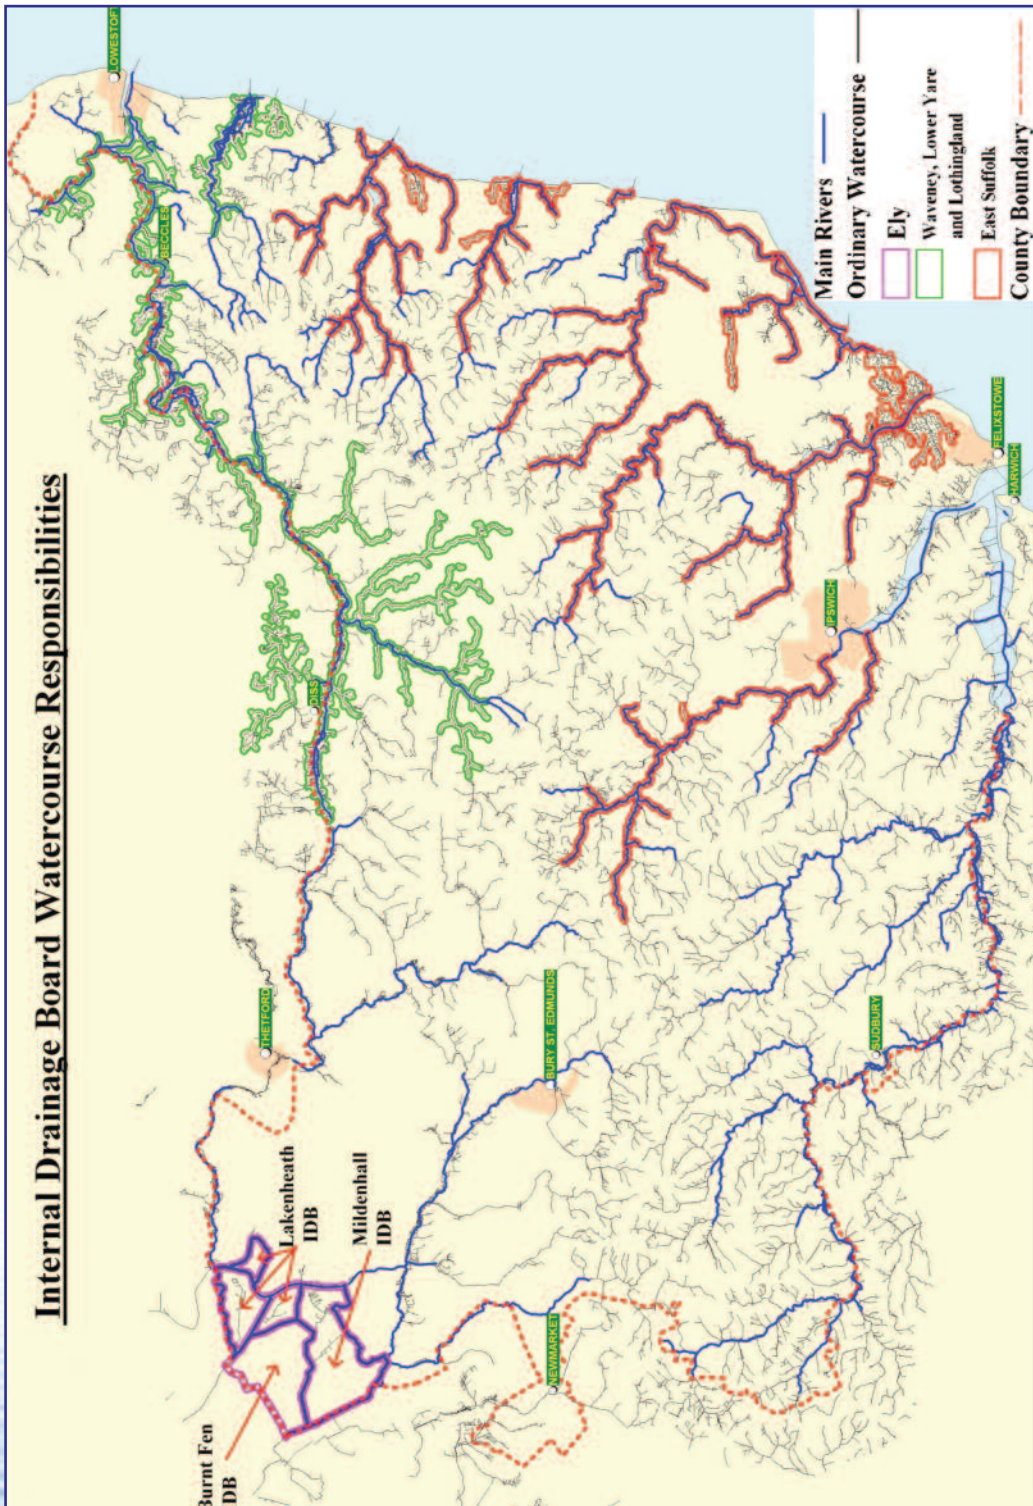 Internal Drainage Board Watercourse Responsibilities
LOWESTOFT
BECCLES
DISS
THETFORD
Lakenheath
IDB
Mildenhall
IDB
Burnt Fen
IDB
BURY ST. EDMUNDS
NEWMARKET
SUDBURY
IPSWICH
FELIXSTOWE
HARWICH
Main Rivers
Ordinary Watercourse
Ely
Waveney, Lower Yare
and Lothingland
East Suffolk
County Boundary